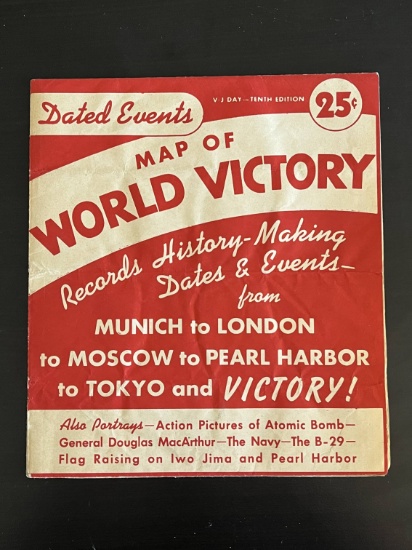 Dated Events
V-J DAY—TENTH EDITION
25¢
MAP OF
WORLD VICTORY
Records History-Making
Dates & Events—
from
MUNICH to LONDON
to MOSCOW to PEARL HARBOR
to TOKYO and VICTORY!
Also Portrays—Action Pictures of Atomic Bomb—
General Douglas MacArthur—The Navy—The B-29—
Flag Raising on Iwo Jima and Pearl Harbor